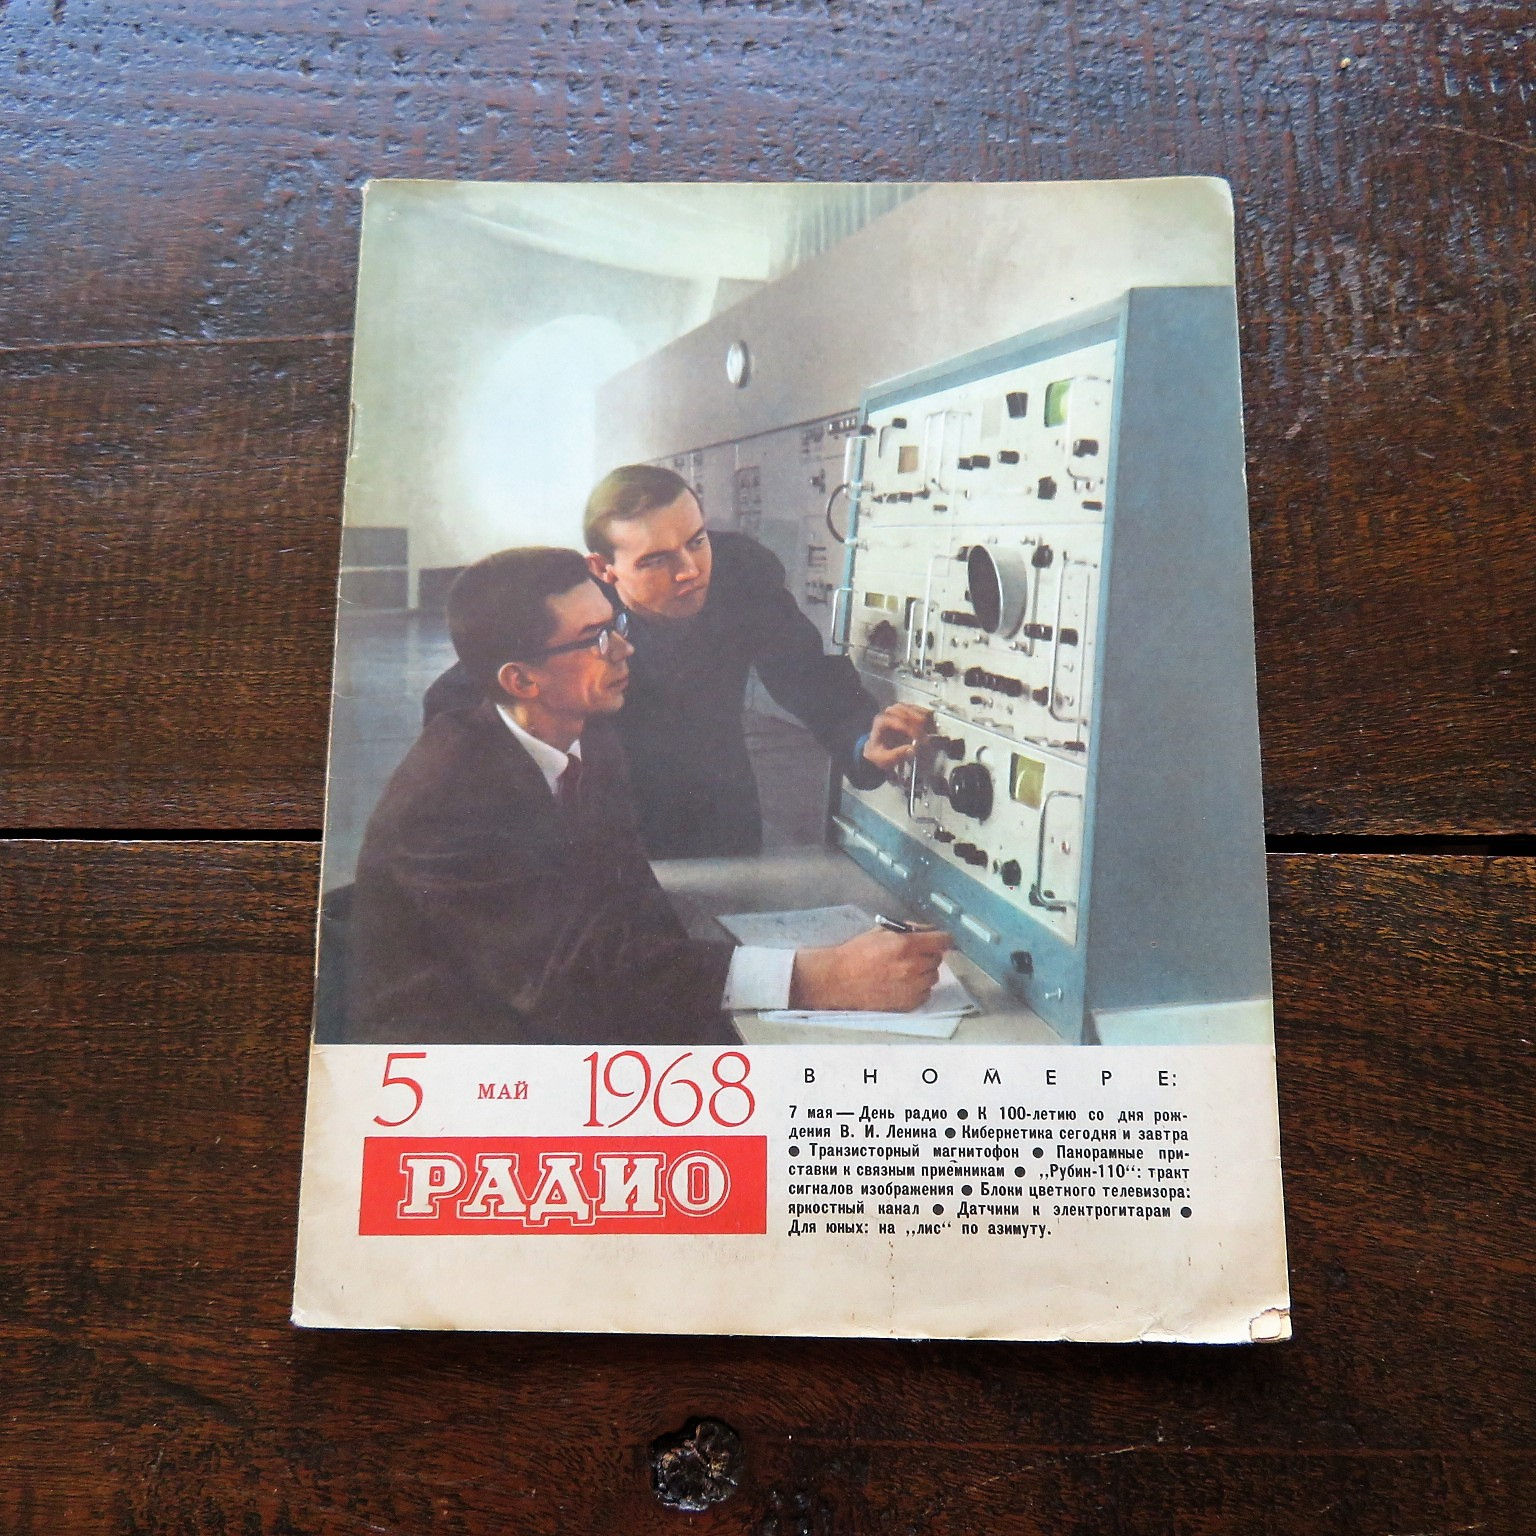 5 МАЙ 1968
РАДИО
В НОМЕРЕ:
7 мая — День радио ● К 100-летию со дня рож-
дения В. И. Ленина ● Кибернетика сегодня и завтра
● Транзисторный магнитофон ● Панорамные при-
ставки к связным приёмникам ● „Рубин-110“: тракт
сигналов изображения ● Блоки цветного телевизора:
яркостный канал ● Датчики к электрогитарам ●
Для юных: на „лис“ по азимуту.